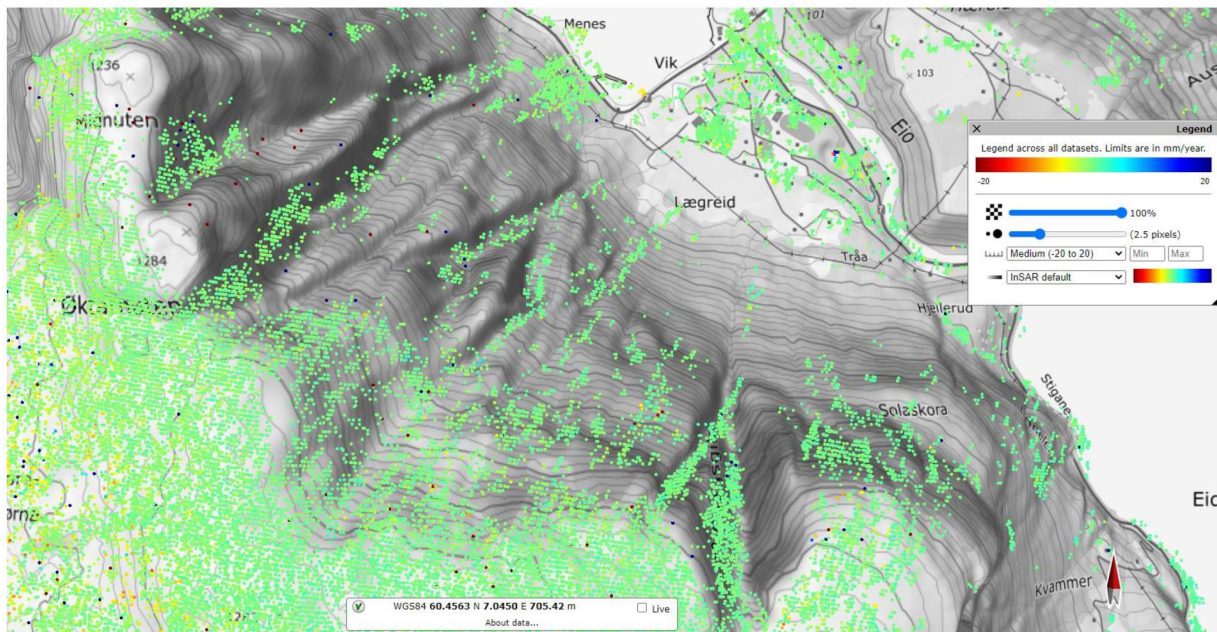 Menes
101
1236
Vik
103
Eio
Legend
Legend across all datasets. Limits are in mm/year.
-20
20
100%
(2.5 pixels)
Medium (-20 to 20)
Min
Max
InSAR default
Lægreid
Tråa
1284
Hjeilerud
Stigane
Solaskora
Eid
Kvammer
WGS84 60.4563 N 7.0450 E 705.42 m
Live
About data...